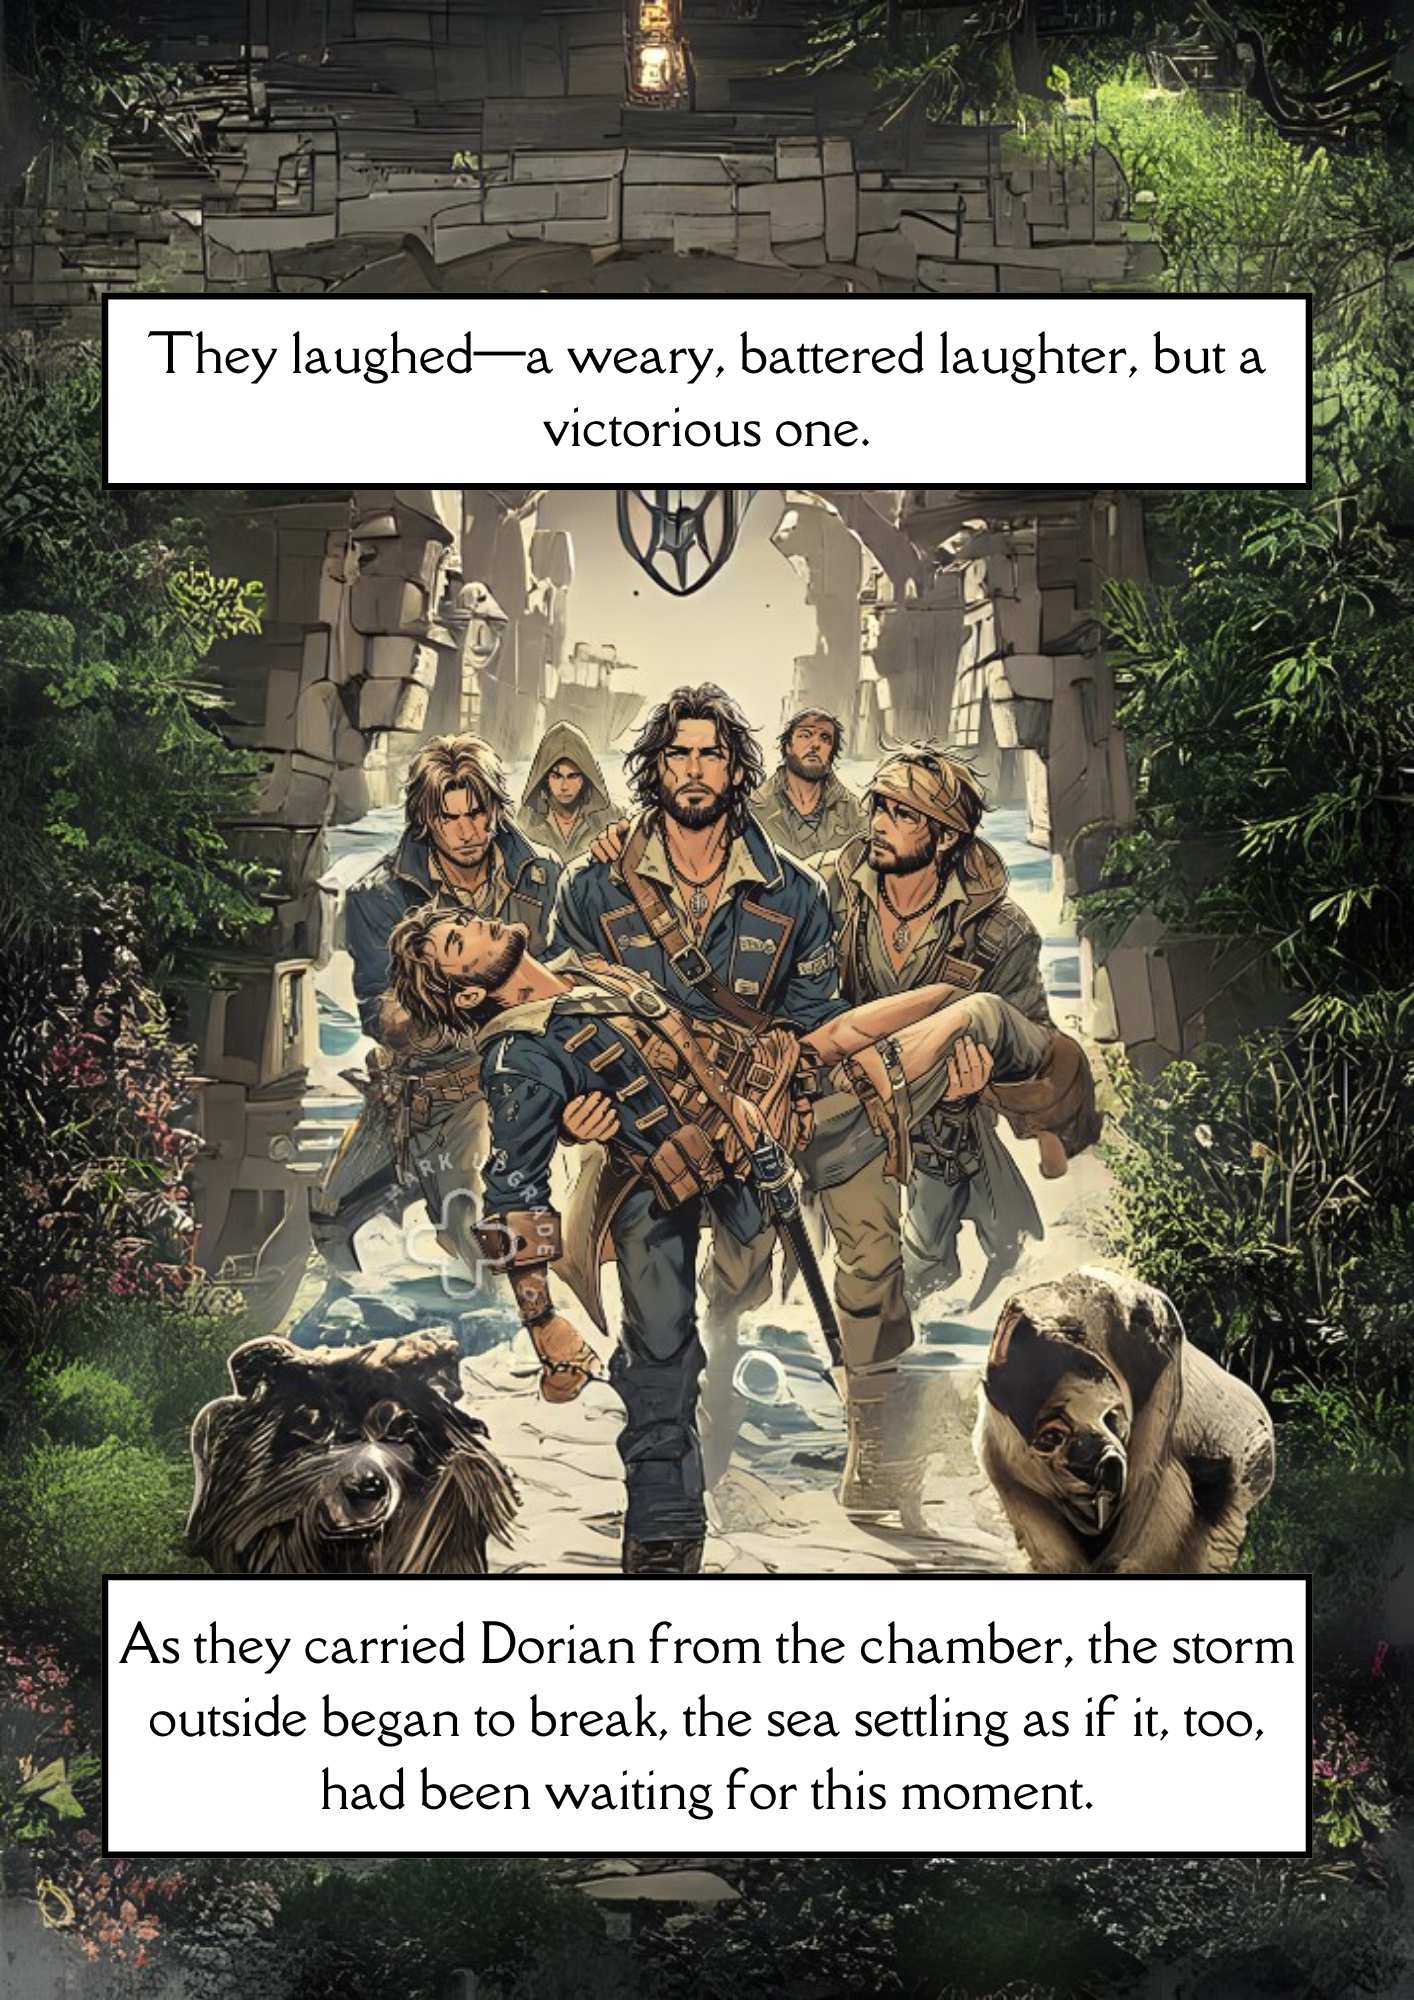 They laughed—a weary, battered laughter, but a
victorious one.
As they carried Dorian from the chamber, the storm
outside began to break, the sea settling as if it, too,
had been waiting for this moment.